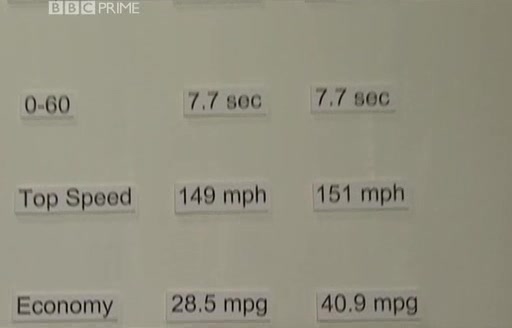 BBC PRIME
0-60 7.7 sec 7.7 sec
Top Speed 149 mph 151 mph
Economy 28.5 mpg 40.9 mpg